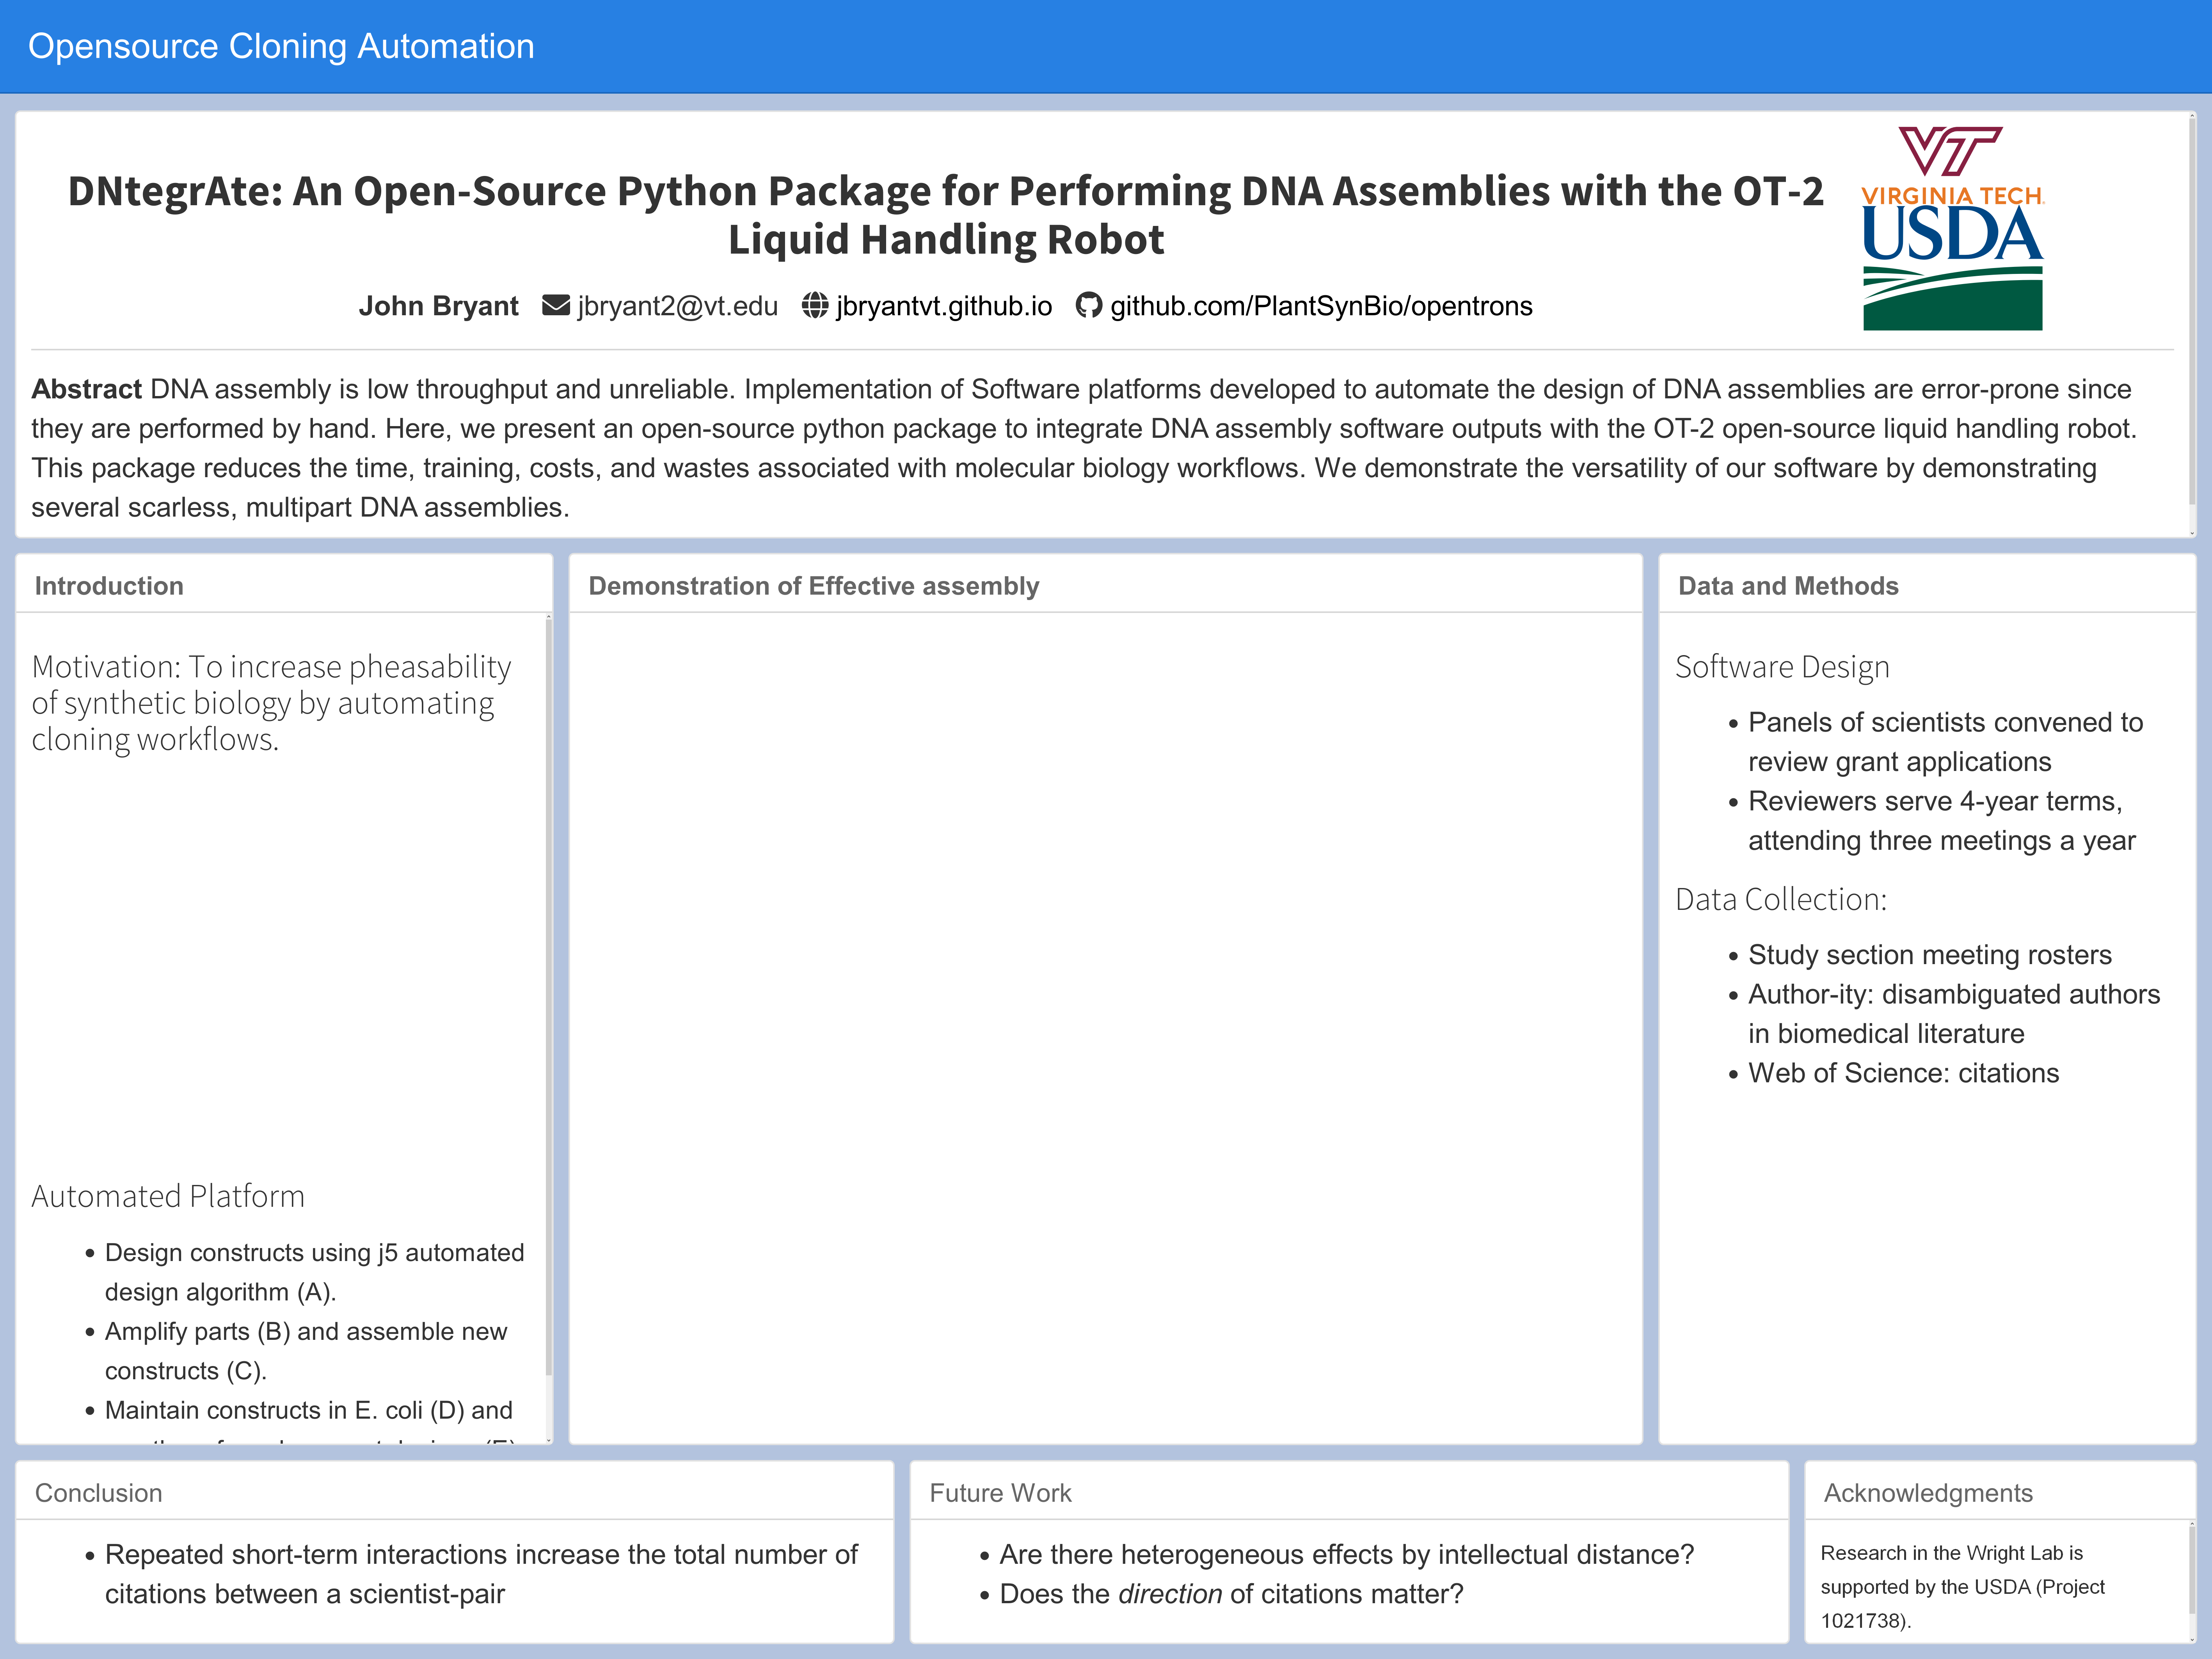 Opensource Cloning Automation
DNtegrAte: An Open-Source Python Package for Performing DNA Assemblies with the OT-2
Liquid Handling Robot
John Bryant jbryant2@vt.edu jbryantvt.github.io github.com/PlantSynBio/opentrons
VT
VIRGINIA TECH.
USDA
Abstract DNA assembly is low throughput and unreliable. Implementation of Software platforms developed to automate the design of DNA assemblies are error-prone since
they are performed by hand. Here, we present an open-source python package to integrate DNA assembly software outputs with the OT-2 open-source liquid handling robot.
This package reduces the time, training, costs, and wastes associated with molecular biology workflows. We demonstrate the versatility of our software by demonstrating
several scarless, multipart DNA assemblies.
Introduction
Motivation: To increase pheasability
of synthetic biology by automating
cloning workflows.
Automated Platform
• Design constructs using j5 automated
design algorithm (A).
• Amplify parts (B) and assemble new
constructs (C).
• Maintain constructs in E. coli (D) and
Demonstration of Effective assembly
Data and Methods
Software Design
• Panels of scientists convened to
review grant applications
• Reviewers serve 4-year terms,
attending three meetings a year
Data Collection:
• Study section meeting rosters
• Author-ity: disambiguated authors
in biomedical literature
• Web of Science: citations
Conclusion
• Repeated short-term interactions increase the total number of
citations between a scientist-pair
Future Work
• Are there heterogeneous effects by intellectual distance?
• Does the direction of citations matter?
Acknowledgments
Research in the Wright Lab is
supported by the USDA (Project
1021738).